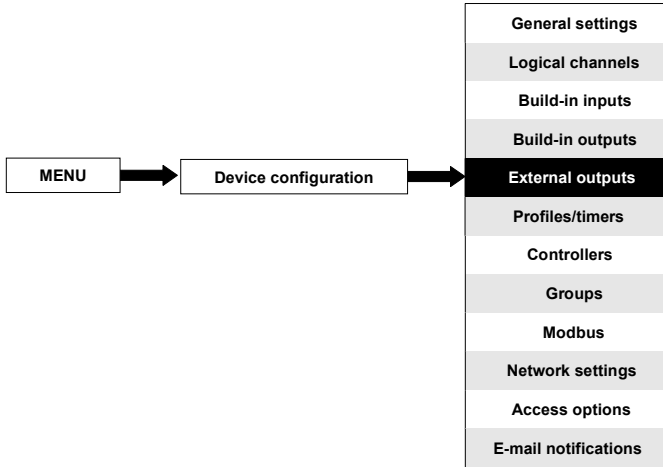 General settings
Logical channels
Build-in inputs
Build-in outputs
MENU
Device configuration
External outputs
Profiles/timers
Controllers
Groups
Modbus
Network settings
Access options
E-mail notifications